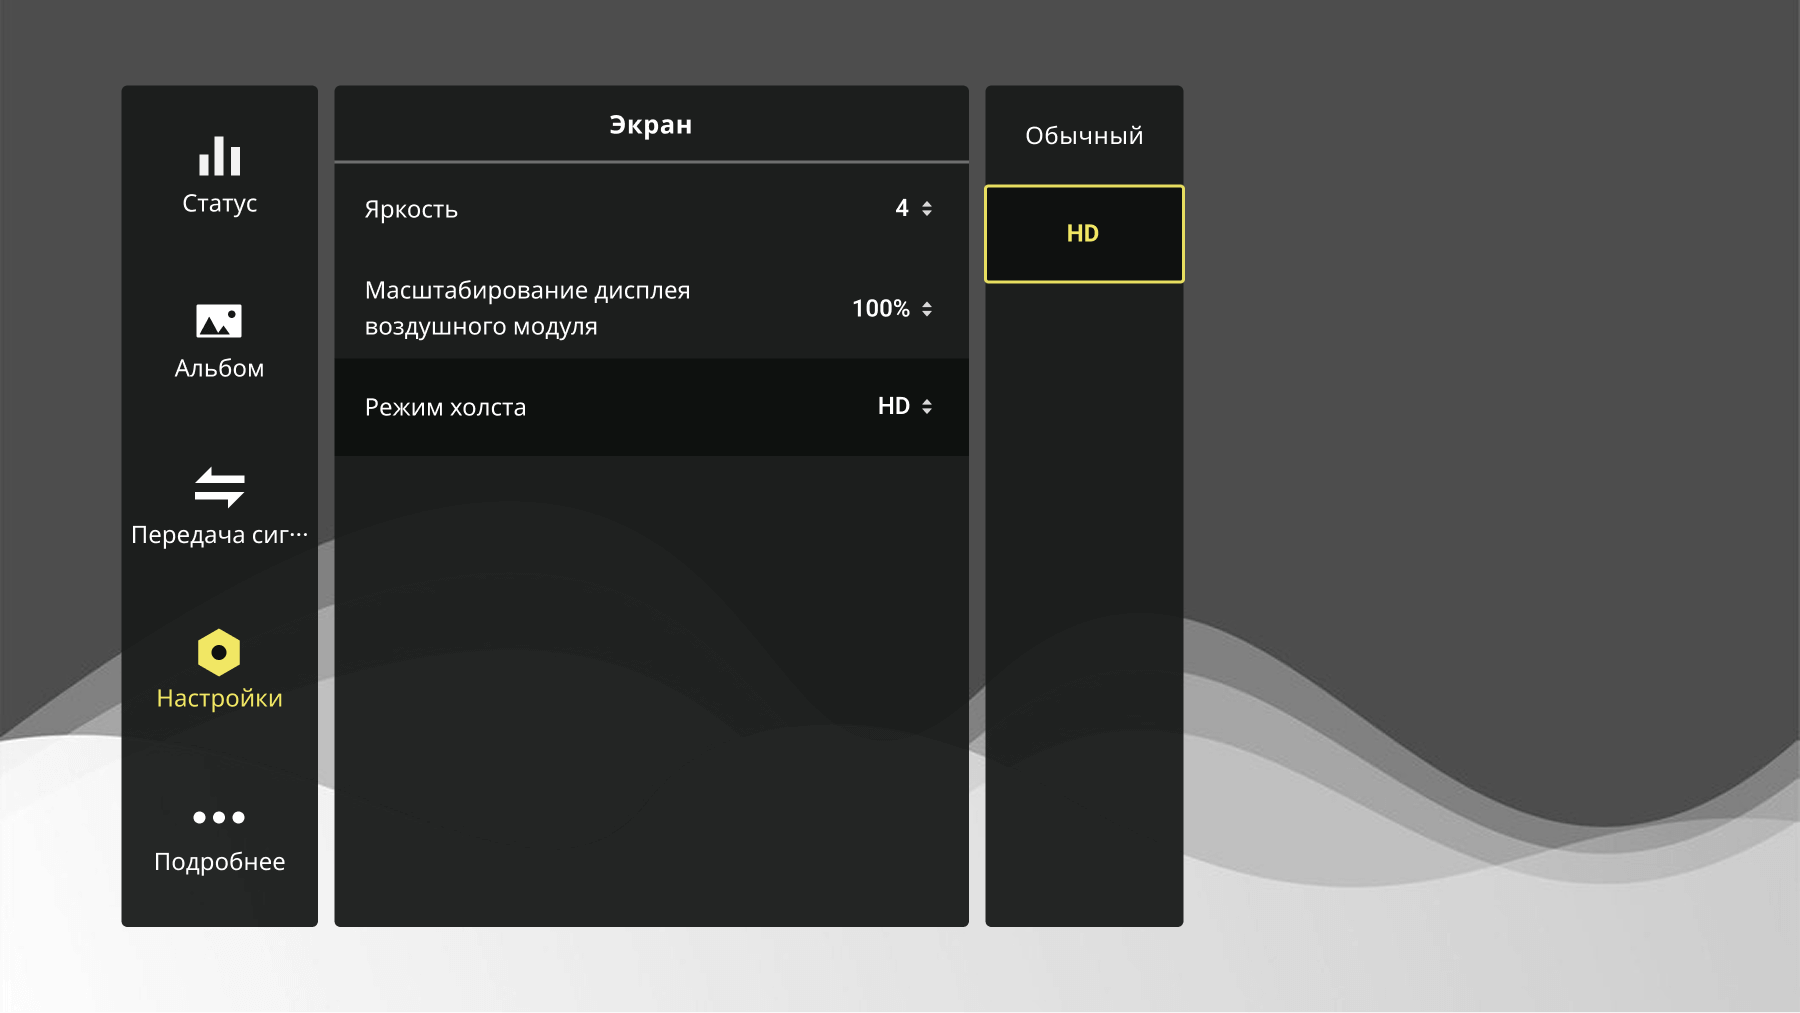 Статус
Альбом
Передача сиг···
Настройки
Подробнее
Экран
Яркость 4
Масштабирование дисплея
воздушного модуля 100%
Режим холста HD
Обычный
HD